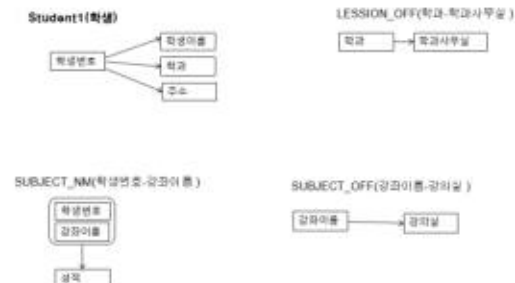 Student1(학생)
학생번호
학생이름
학과
주소
LESSION_OFF(학과-학과사무실)
학과
학과사무실
SUBJECT_NM(학생번호-강좌이름)
학생번호
강좌이름
성적
SUBJECT_OFF(강좌이름-강의실)
강좌이름
강의실